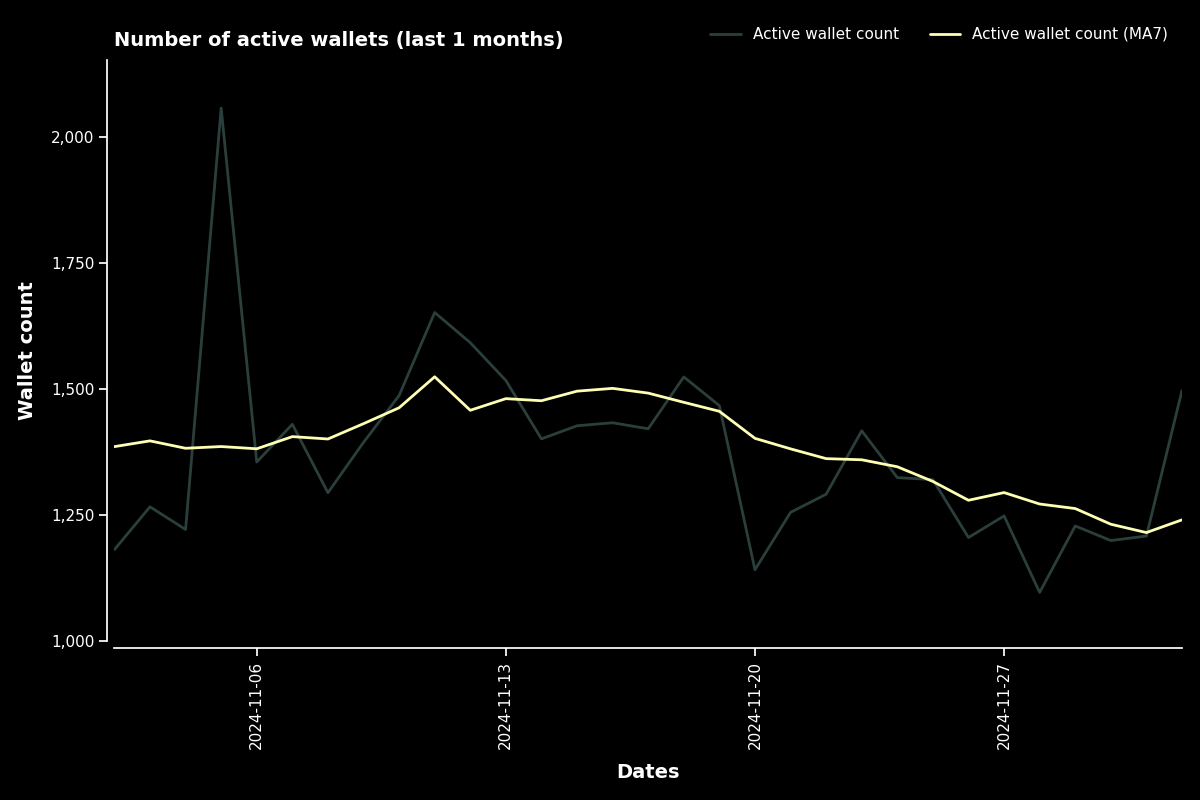 Number of active wallets (last 1 months)
Active wallet count
Active wallet count (MA7)
Wallet count
2,000
1,750
1,500
1,250
1,000
2024-11-06
2024-11-13
2024-11-20
2024-11-27
Dates